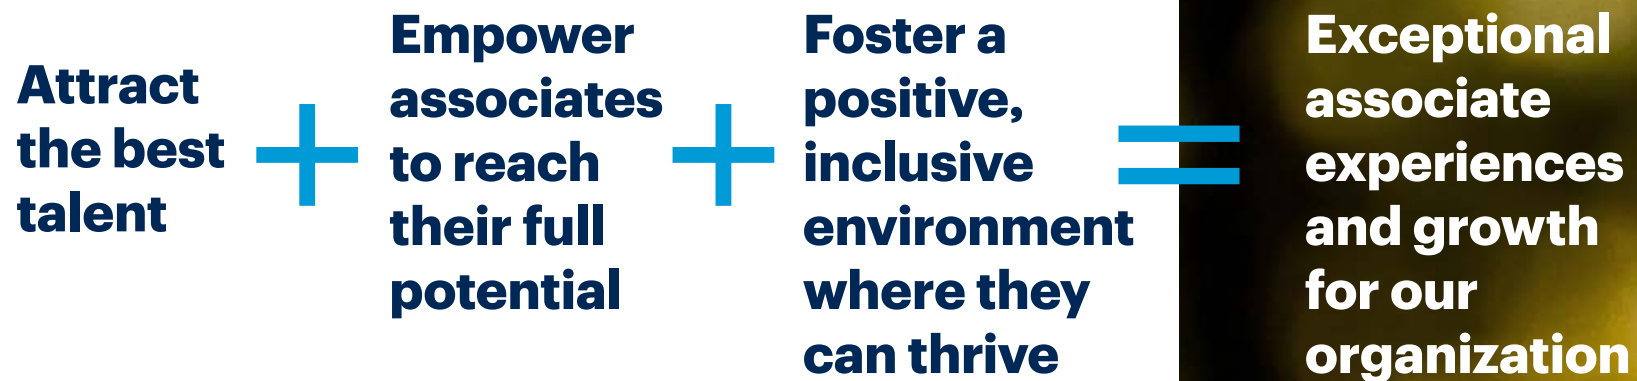 Attract
the best
talent
+
Empower
associates
to reach
their full
potential
+
Foster a
positive,
inclusive
environment
where they
can thrive
=
Exceptional
associate
experiences
and growth
for our
organization